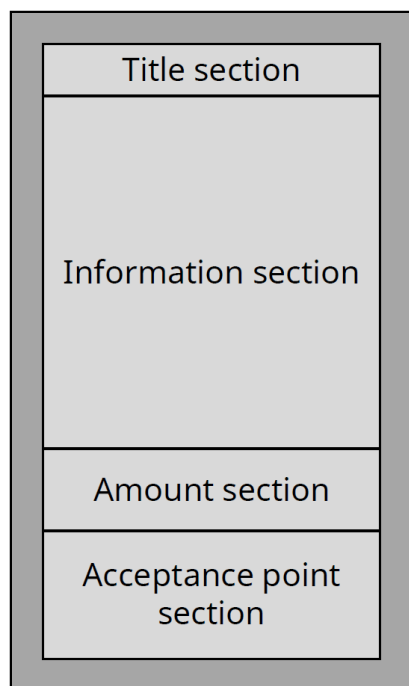 Title section
Information section
Amount section
Acceptance point
section